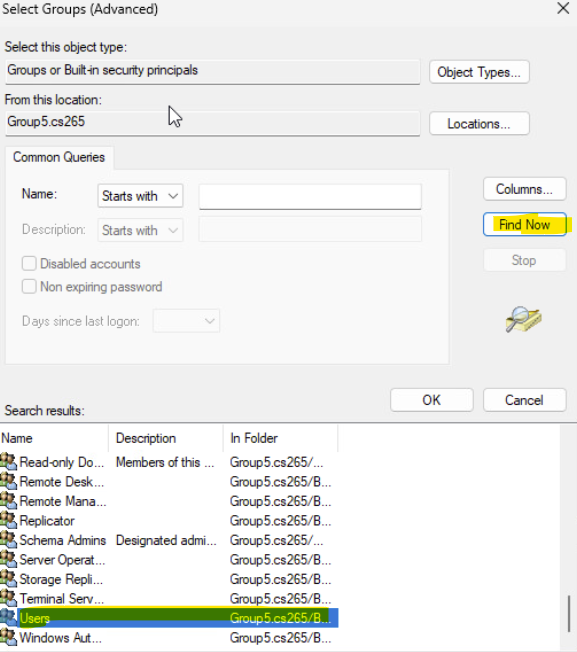 Select Groups (Advanced)
Select this object type:
Groups or Built-in security principals
Object Types...
From this location:
Group5.cs265
Locations...
Common Queries
Name:
Starts with
Columns...
Description:
Starts with
Find Now
Disabled accounts
Stop
Non expiring password
Days since last logon:
OK
Cancel
Search results:
Name Description In Folder
Read-only Do... Members of this ... Group5.cs265/...
Remote Desk... Group5.cs265/B...
Remote Mana... Group5.cs265/B...
Replicator Group5.cs265/B...
Schema Admins Designated admi... Group5.cs265/...
Server Operat... Group5.cs265/B...
Storage Repli... Group5.cs265/B...
Terminal Serv... Group5.cs265/B...
Users Group5.cs265/B...
Windows Aut... Group5.cs265/B...